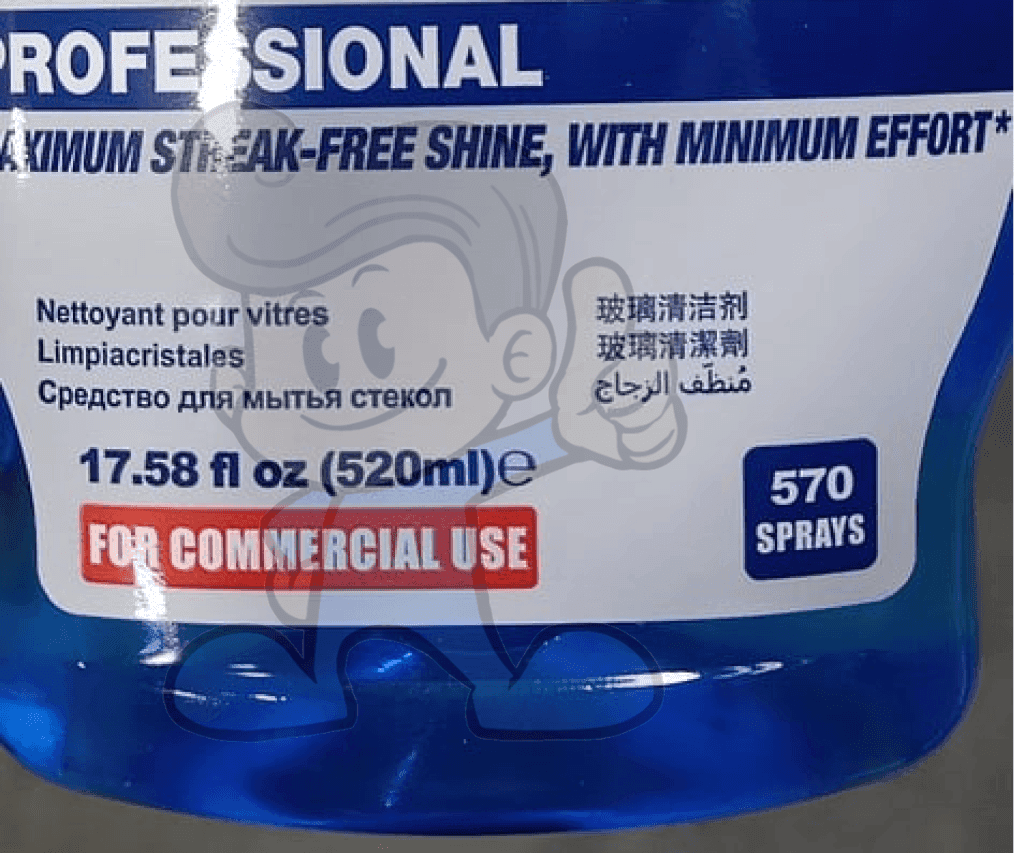 PROFESSIONAL
MAXIMUM STREAK-FREE SHINE, WITH MINIMUM EFFORT*
Nettoyant pour vitres
Limpiacristales
Средство для мытья стекол
玻璃清洁剂
玻璃清潔劑
مُنظّف الزجاج
17.58 fl oz (520ml)℮
FOR COMMERCIAL USE
570
SPRAYS